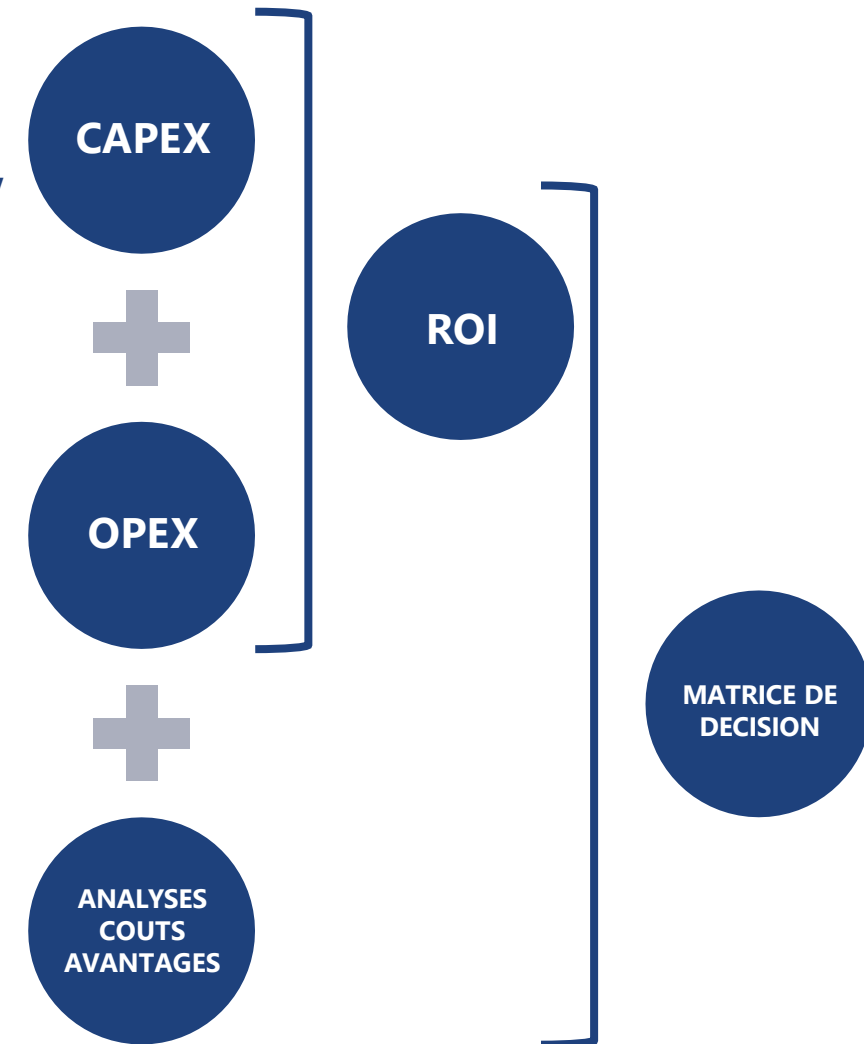 CAPEX
ROI
OPEX
MATRICE DE
DECISION
ANALYSES
COUTS
AVANTAGES